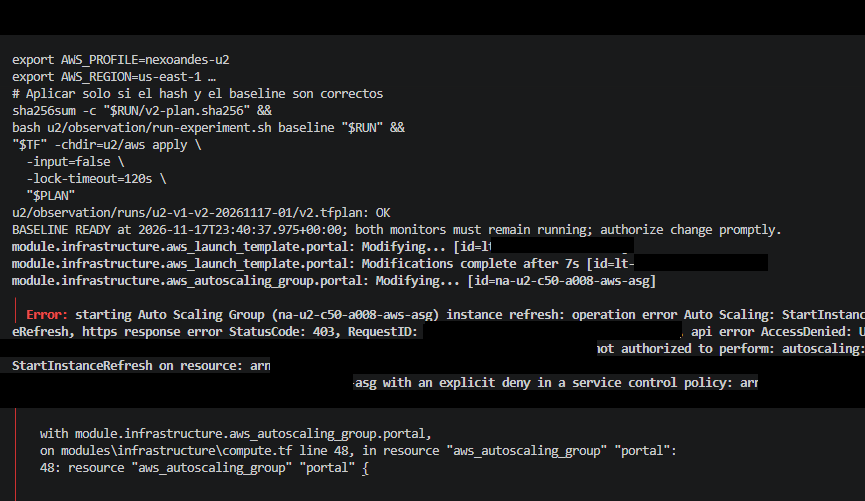 export AWS_PROFILE=nexoandes-u2
export AWS_REGION=us-east-1 …
# Aplicar solo si el hash y el baseline son correctos
sha256sum -c "$RUN/v2-plan.sha256" &&
bash u2/observation/run-experiment.sh baseline "$RUN" &&
"$TF" -chdir=u2/aws apply \
-input=false \
-lock-timeout=120s \
"$PLAN"
u2/observation/runs/u2-v1-v2-20261117-01/v2.tfplan: OK
BASELINE READY at 2026-11-17T23:40:37.975+00:00; both monitors must remain running; authorize change promptly.
module.infrastructure.aws_launch_template.portal: Modifying... [id=lt
module.infrastructure.aws_launch_template.portal: Modifications complete after 7s [id=lt-
module.infrastructure.aws_autoscaling_group.portal: Modifying... [id=na-u2-c50-a008-aws-asg]
Error: starting Auto Scaling Group (na-u2-c50-a008-aws-asg) instance refresh: operation error Auto Scaling: StartInstanc
eRefresh, https response error StatusCode: 403, RequestID: , api error AccessDenied: U
not authorized to perform: autoscaling:
StartInstanceRefresh on resource: arn
-asg with an explicit deny in a service control policy: arn
with module.infrastructure.aws_autoscaling_group.portal,
on modules\infrastructure\compute.tf line 48, in resource "aws_autoscaling_group" "portal":
48: resource "aws_autoscaling_group" "portal" {